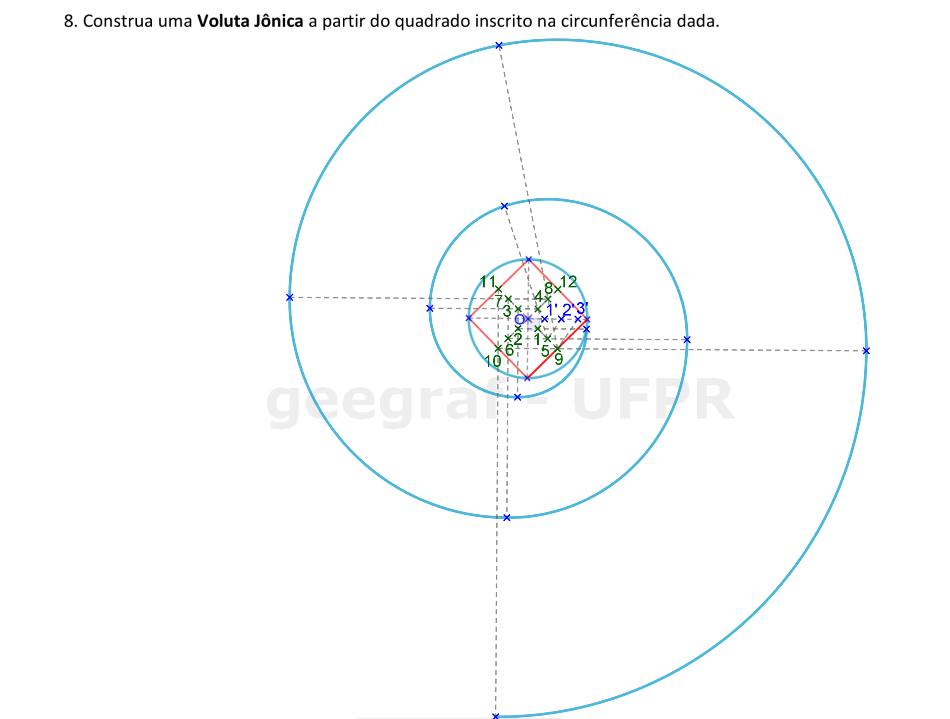 8. Construa uma Voluta Jônica a partir do quadrado inscrito na circunferência dada.
11 12
8
7 4
3 1' 2' 3'
O
2 1
10 6 5 9
geegraf - UFPR